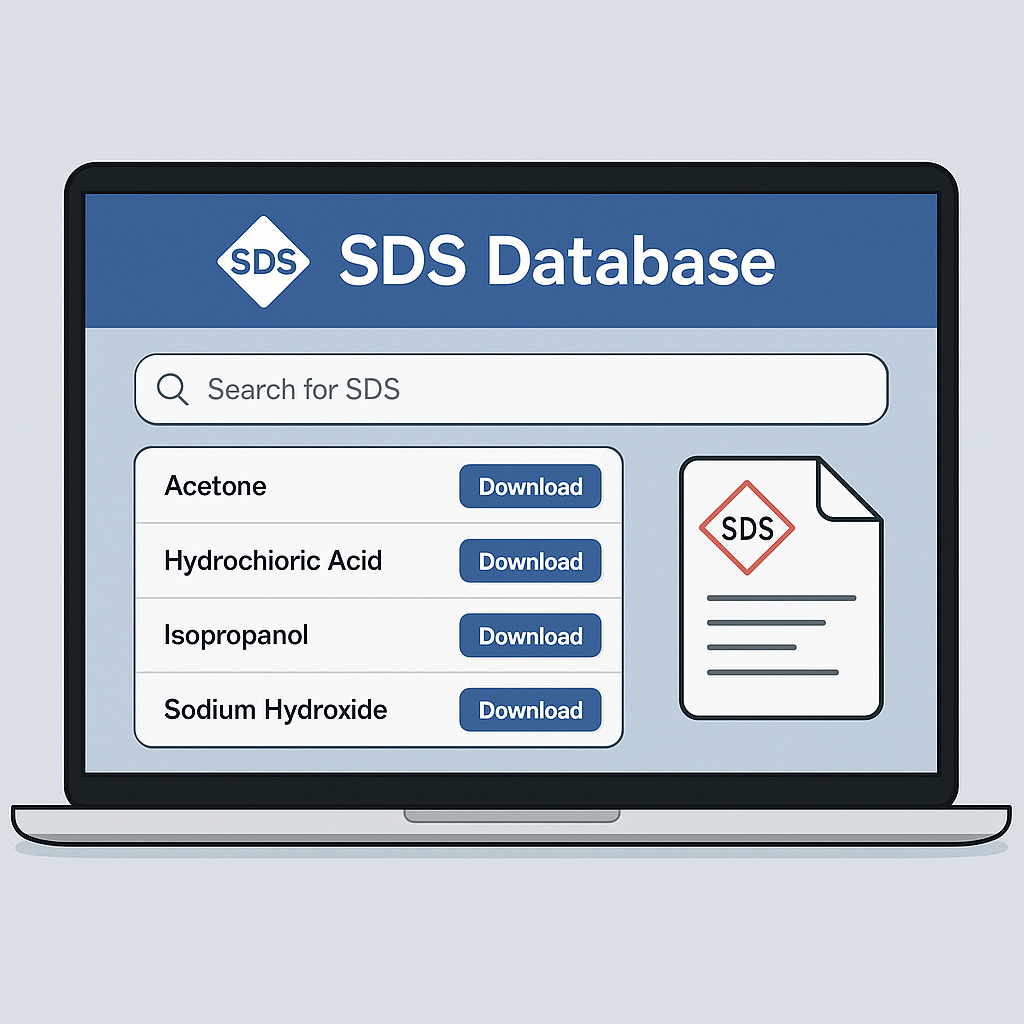 SDS
SDS Database
Search for SDS
Acetone
Download
Hydrochioric Acid
Download
Isopropanol
Download
Sodium Hydroxide
Download
SDS